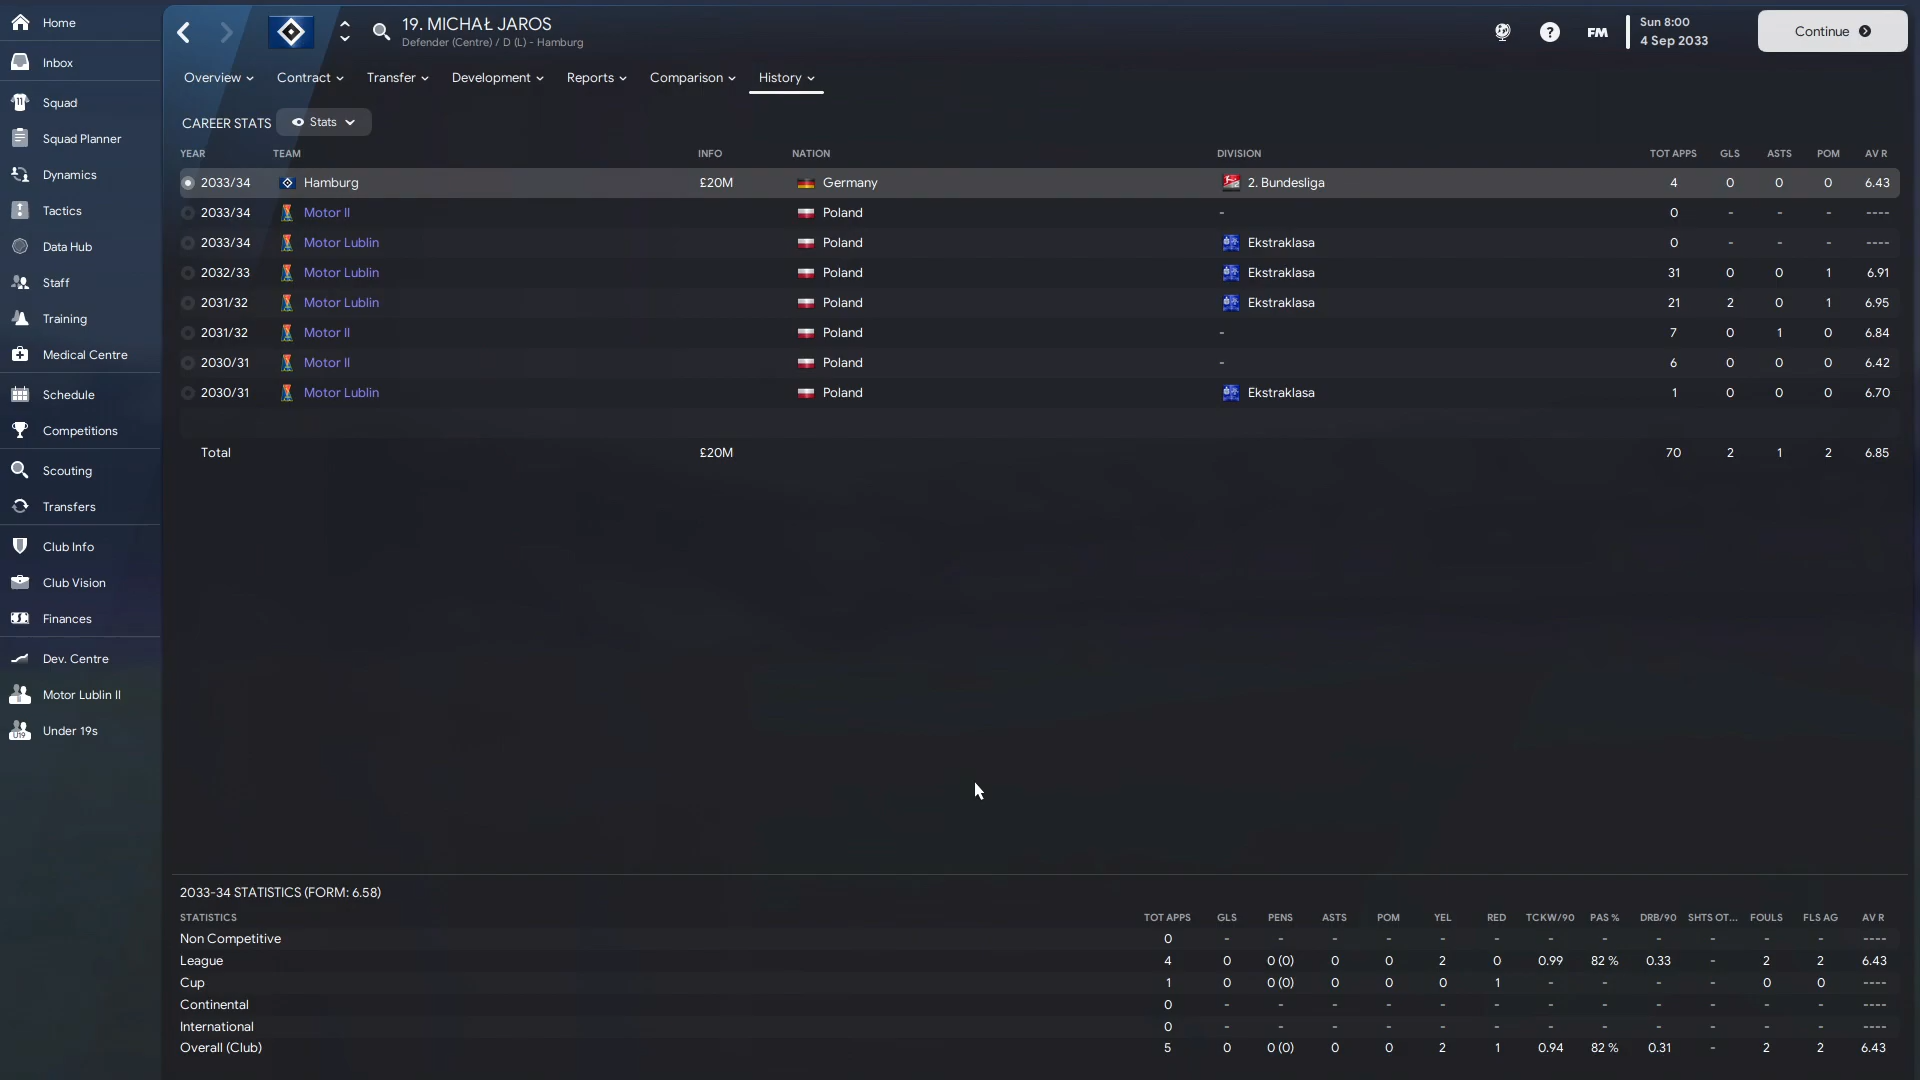 Home
Inbox
Squad
Squad Planner
Dynamics
Tactics
Data Hub
Staff
Training
Medical Centre
Schedule
Competitions
Scouting
Transfers
Club Info
Club Vision
Finances
Dev. Centre
Motor Lublin II
Under 19s
19. MICHAŁ JAROS
Defender (Centre) / D (L) - Hamburg
FM
Sun 8:00
4 Sep 2033
Continue
Overview Contract Transfer Development Reports Comparison History
CAREER STATS Stats
YEAR TEAM INFO NATION DIVISION TOT APPS GLS ASTS POM AV R
2033/34 Hamburg £20M Germany 2. Bundesliga 4 0 0 0 6.43
2033/34 Motor II Poland - 0 - - - ----
2033/34 Motor Lublin Poland Ekstraklasa 0 - - - ----
2032/33 Motor Lublin Poland Ekstraklasa 31 0 0 1 6.91
2031/32 Motor Lublin Poland Ekstraklasa 21 2 0 1 6.95
2031/32 Motor II Poland - 7 0 1 0 6.84
2030/31 Motor II Poland - 6 0 0 0 6.42
2030/31 Motor Lublin Poland Ekstraklasa 1 0 0 0 6.70
Total £20M 70 2 1 2 6.85
2033-34 STATISTICS (FORM: 6.58)
STATISTICS TOT APPS GLS PENS ASTS POM YEL RED TCKW/90 PAS % DRB/90 SHTS OT... FOULS FLS AG AV R
Non Competitive 0 - - - - - - - - - - - - ----
League 4 0 0 (0) 0 0 2 0 0.99 82 % 0.33 - 2 2 6.43
Cup 1 0 0 (0) 0 0 0 1 - - - - 0 0 ----
Continental 0 - - - - - - - - - - - - ----
International 0 - - - - - - - - - - - - ----
Overall (Club) 5 0 0 (0) 0 0 2 1 0.94 82 % 0.31 - 2 2 6.43